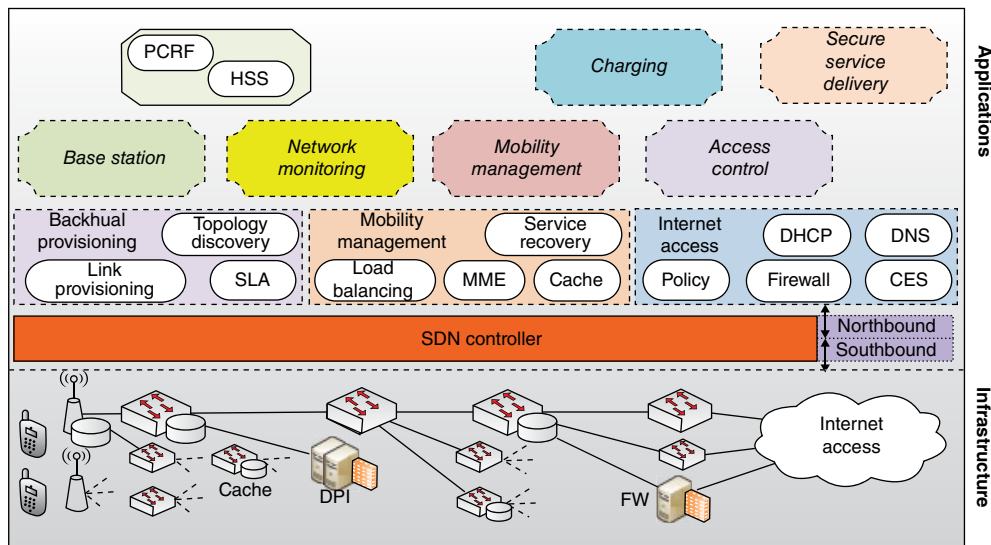 PCRF
HSS
Charging
Secure
service
delivery
Applications
Base station
Network
monitoring
Mobility
management
Access
control
Backhual
provisioning
Topology
discovery
Link
provisioning
SLA
Mobility
management
Service
recovery
Load
balancing
MME
Cache
Internet
access
DHCP
DNS
Policy
Firewall
CES
SDN controller
Northbound
Southbound
Infrastructure
Internet
access
Cache
DPI
FW